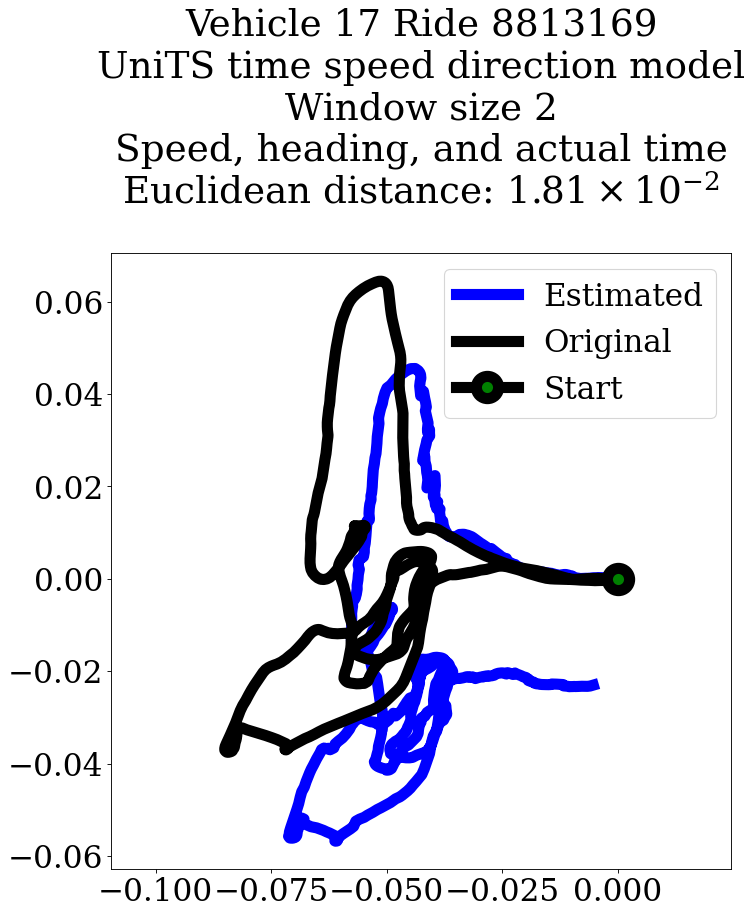 Vehicle 17 Ride 8813169
UniTS time speed direction model
Window size 2
Speed, heading, and actual time
Euclidean distance: 1.81 × 10⁻²
Estimated
Original
Start
0.06
0.04
0.02
0.00
−0.02
−0.04
−0.06
−0.100 −0.075 −0.050 −0.025 0.000